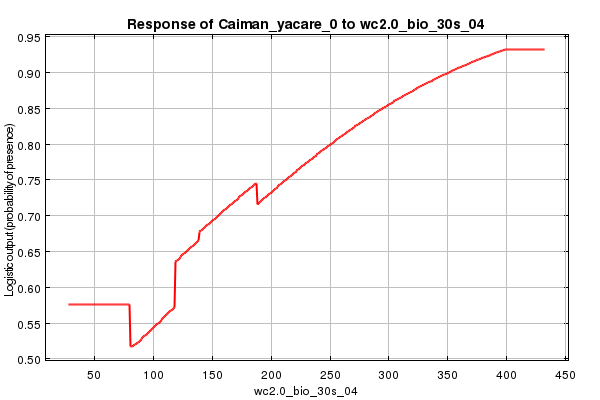 Response of Caiman_yacare_0 to wc2.0_bio_30s_04
Logistic output (probability of presence)
0.95
0.90
0.85
0.80
0.75
0.70
0.65
0.60
0.55
0.50
50 100 150 200 250 300 350 400 450
wc2.0_bio_30s_04